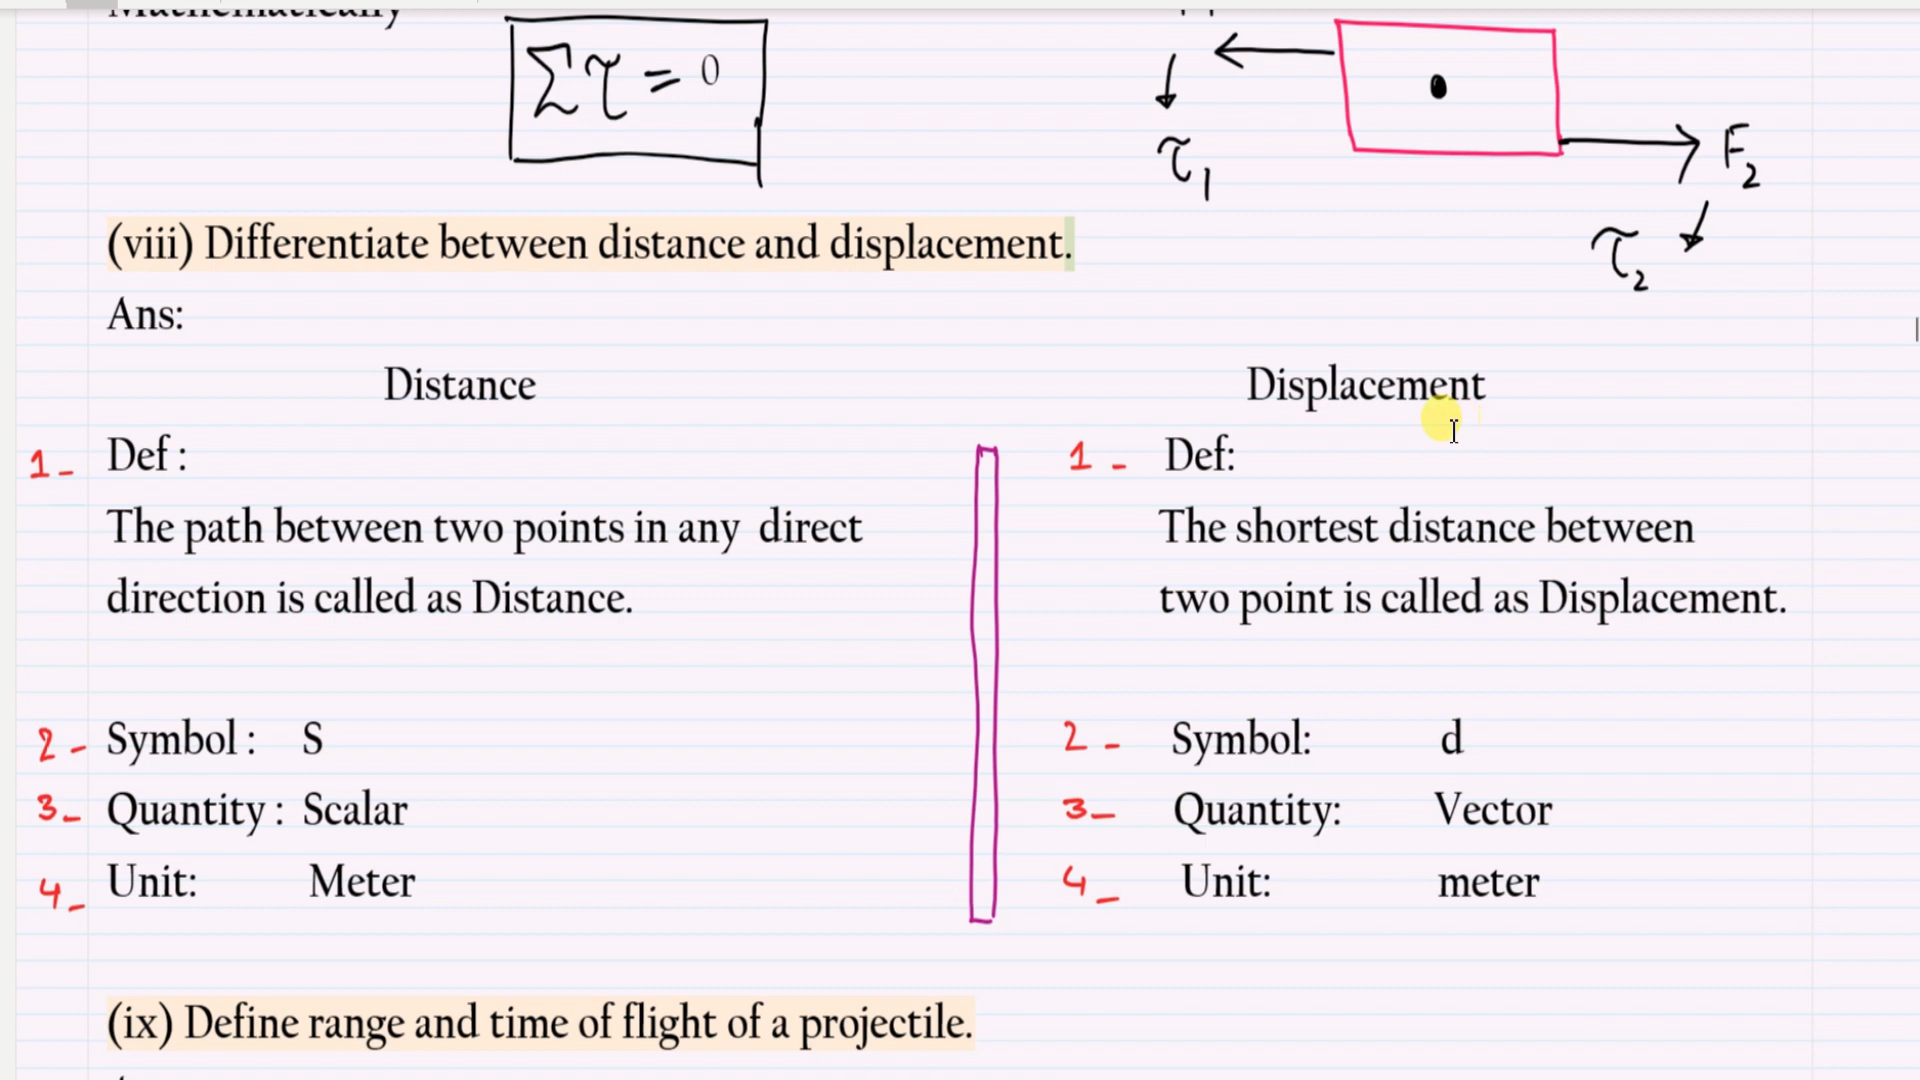 Mathematically
∑τ = 0
τ₁
F₂
τ₂
(viii) Differentiate between distance and displacement.
Ans:
Distance
Displacement
1- Def :
The path between two points in any direct
direction is called as Distance.
2- Symbol : S
3- Quantity : Scalar
4- Unit: Meter
1- Def:
The shortest distance between
two point is called as Displacement.
2- Symbol: d
3- Quantity: Vector
4- Unit: meter
(ix) Define range and time of flight of a projectile.